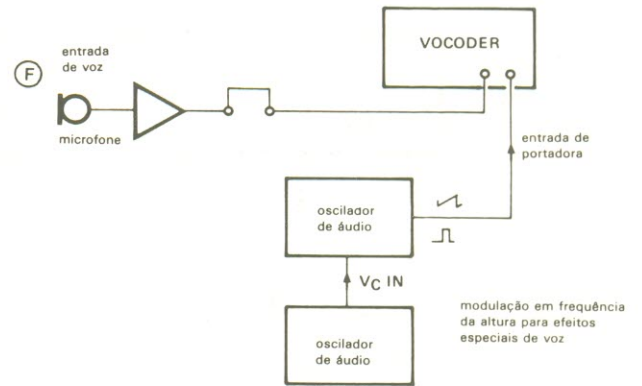 F
entrada
de voz
microfone
VOCODER
entrada de
portadora
oscilador
de áudio
VC IN
oscilador
de áudio
modulação em frequência
da altura para efeitos
especiais de voz